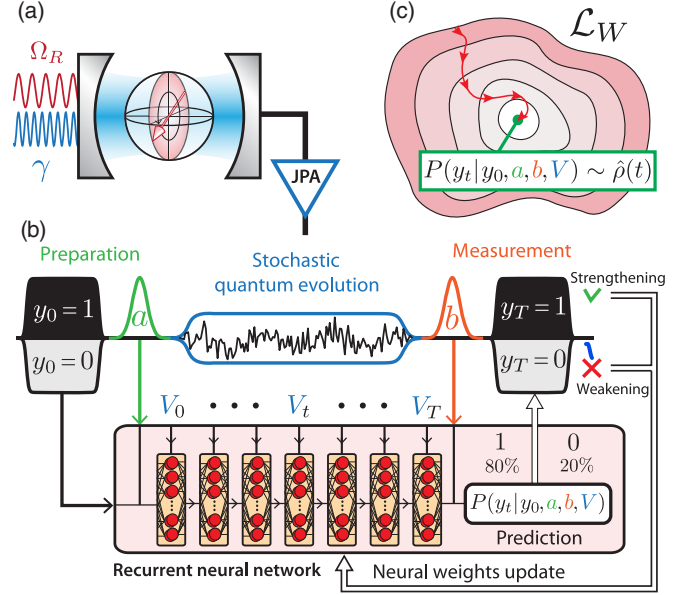 (a)
Ω_R
γ
JPA
(c)
ℒ_W
P(y_t|y_0,a,b,V) ∼ ρ̂(t)
(b)
Preparation
Stochastic
quantum evolution
Measurement
y_0 = 1
y_0 = 0
a
b
y_T = 1
y_T = 0
Strengthening
Weakening
V_0 • • • V_t • • • V_T
1 0
80% 20%
P(y_t|y_0,a,b,V)
Prediction
Recurrent neural network
Neural weights update